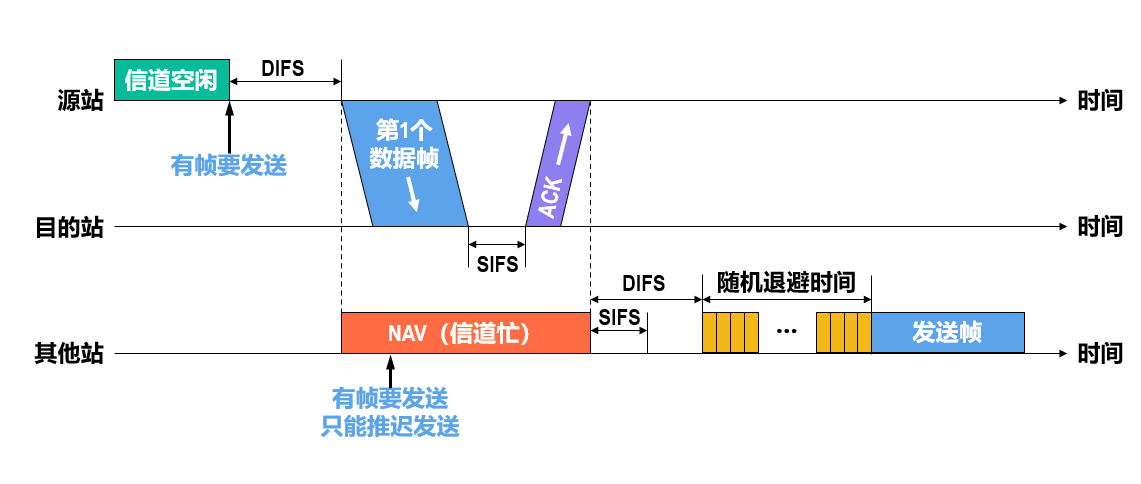 信道空闲
DIFS
源站
时间
有帧要发送
第1个
数据帧
ACK
目的站
时间
SIFS
DIFS
随机退避时间
SIFS
NAV（信道忙）
...
发送帧
其他站
时间
有帧要发送
只能推迟发送